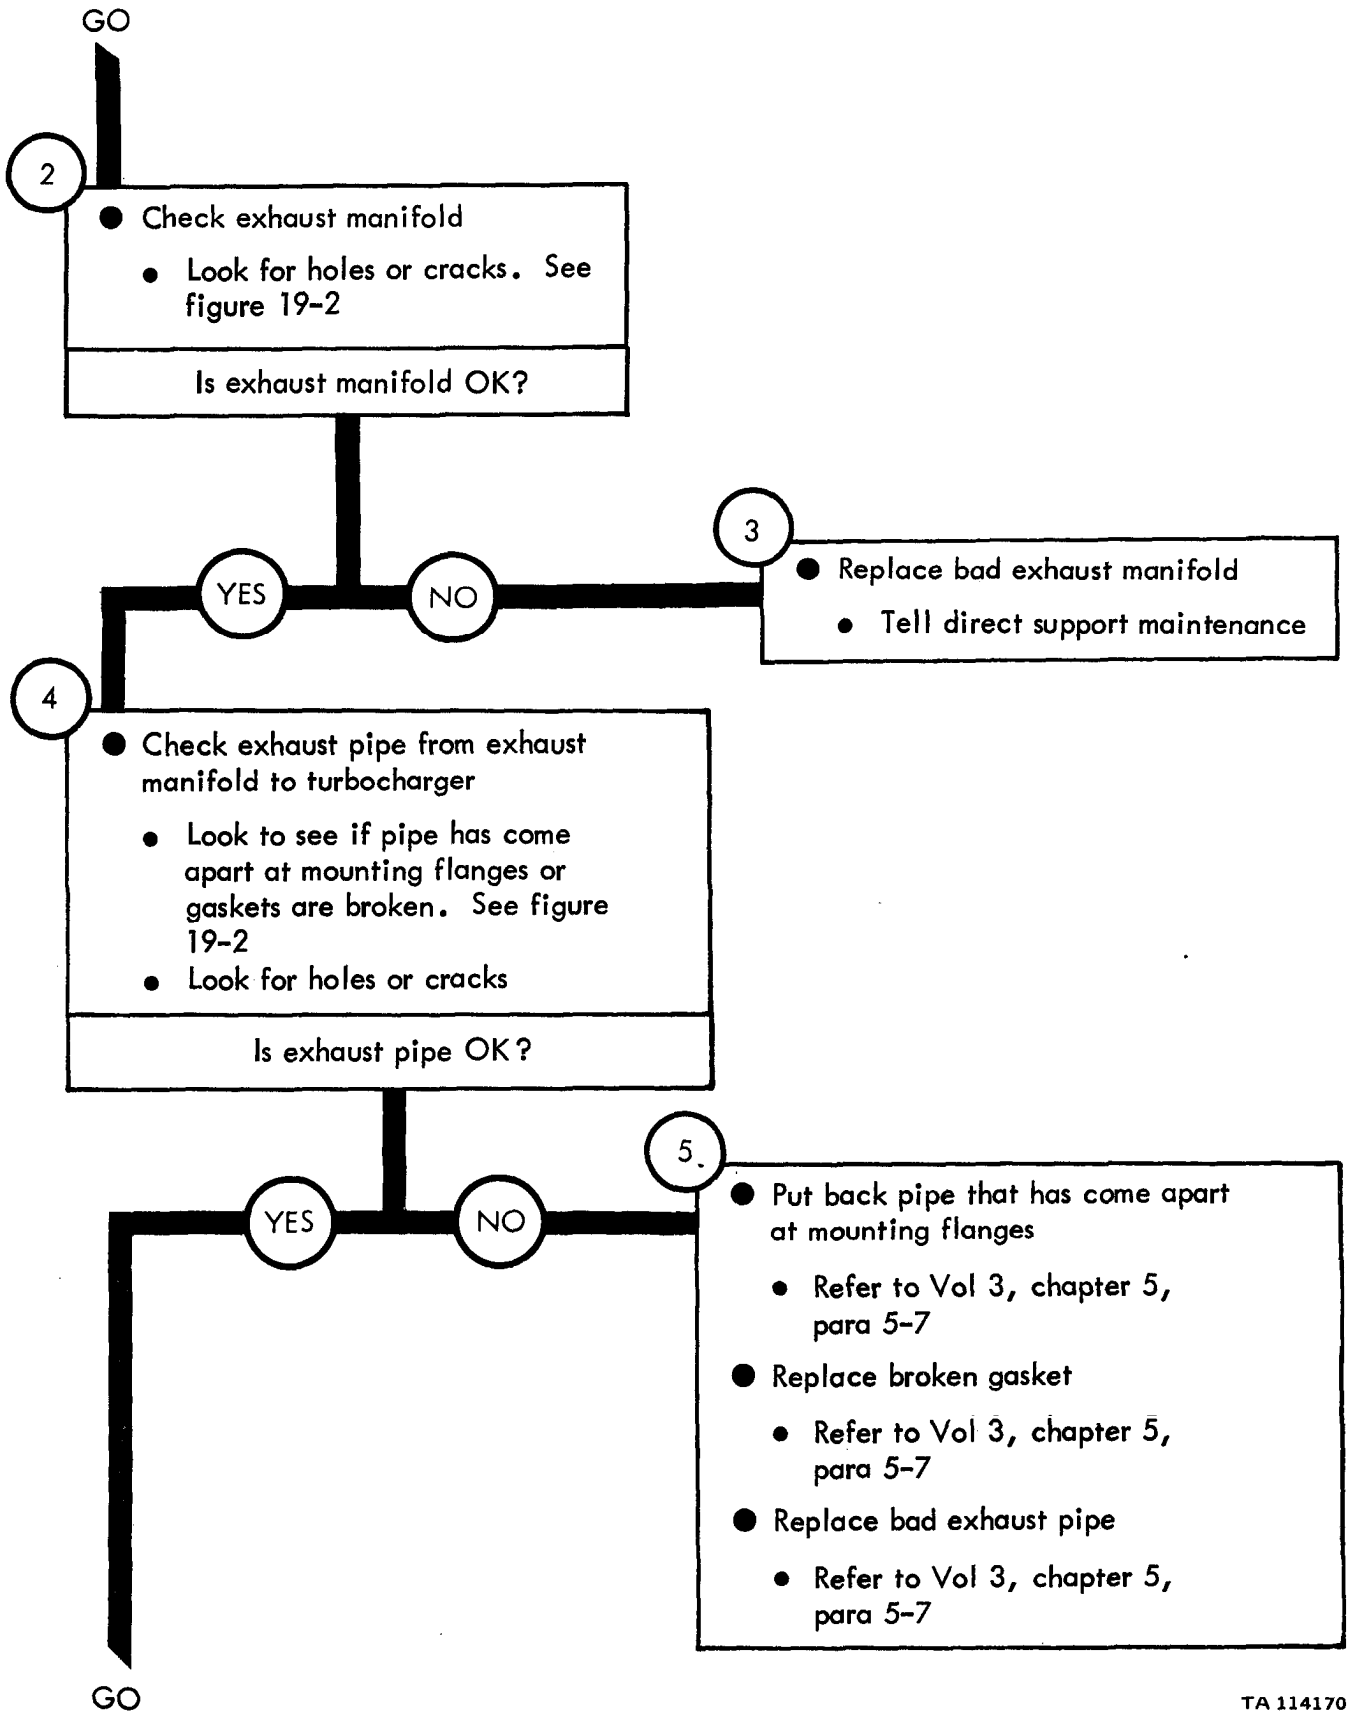 GO
2
● Check exhaust manifold
● Look for holes or cracks. See
figure 19-2
Is exhaust manifold OK?
YES
NO
3
● Replace bad exhaust manifold
● Tell direct support maintenance
4
● Check exhaust pipe from exhaust
manifold to turbocharger
● Look to see if pipe has come
apart at mounting flanges or
gaskets are broken. See figure
19-2
● Look for holes or cracks
Is exhaust pipe OK?
YES
NO
5
● Put back pipe that has come apart
at mounting flanges
● Refer to Vol 3, chapter 5,
para 5-7
● Replace broken gasket
● Refer to Vol 3, chapter 5,
para 5-7
● Replace bad exhaust pipe
● Refer to Vol 3, chapter 5,
para 5-7
GO
TA 114170